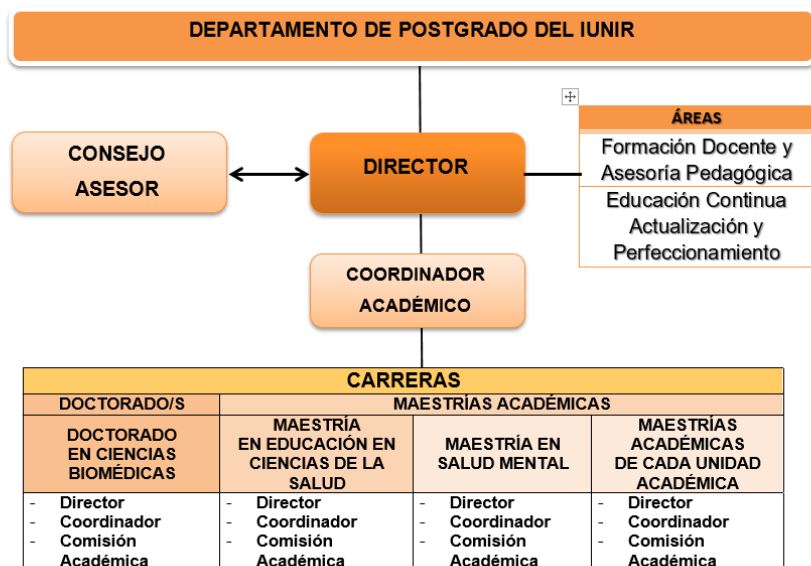 DEPARTAMENTO DE POSTGRADO DEL IUNIR
CONSEJO
ASESOR
DIRECTOR
ÁREAS
Formación Docente y
Asesoría Pedagógica
Educación Continua
Actualización y
Perfeccionamiento
COORDINADOR
ACADÉMICO
CARRERAS
DOCTORADO/S
MAESTRÍAS ACADÉMICAS
DOCTORADO
EN CIENCIAS
BIOMÉDICAS
MAESTRÍA
EN EDUCACIÓN EN
CIENCIAS DE LA
SALUD
MAESTRÍA EN
SALUD MENTAL
MAESTRÍAS
ACADÉMICAS
DE CADA UNIDAD
ACADÉMICA
- Director
- Coordinador
- Comisión
Académica
- Director
- Coordinador
- Comisión
Académica
- Director
- Coordinador
- Comisión
Académica
- Director
- Coordinador
- Comisión
Académica